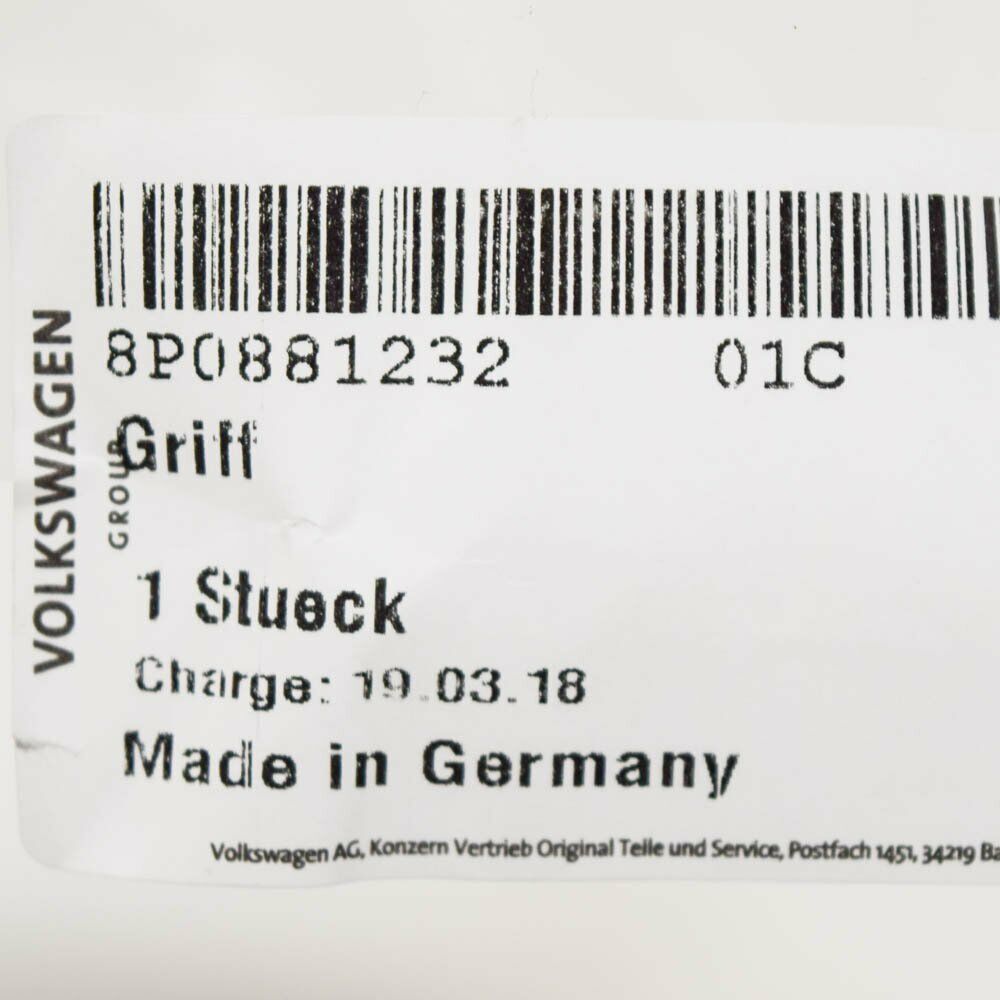 8P0881232 01C
Griff
1 Stueck
Charge: 19.03.18
Made in Germany
VOLKSWAGEN
GROUP
Volkswagen AG, Konzern Vertrieb Original Teile und Service, Postfach 1451, 34219 Ba